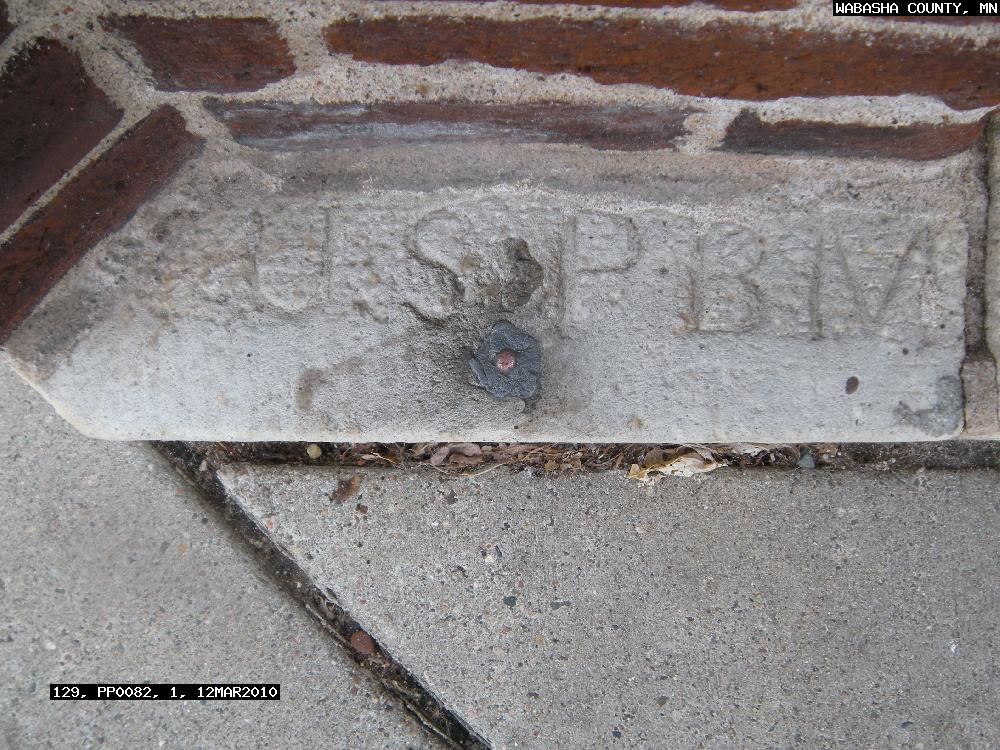 WABASHA COUNTY, MN
U S P B M
129, PP0082, 1, 12MAR2010